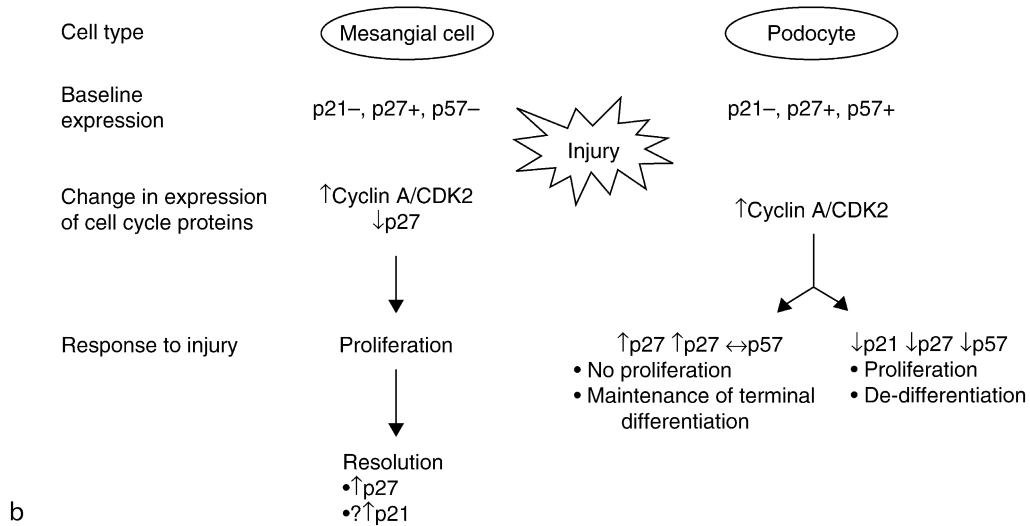 Cell type
Mesangial cell
Podocyte
Baseline
expression
p21–, p27+, p57–
p21–, p27+, p57+
Injury
Change in expression
of cell cycle proteins
↑Cyclin A/CDK2
↓p27
↑Cyclin A/CDK2
Response to injury
Proliferation
↑p27 ↑p27 ↔p57
• No proliferation
• Maintenance of terminal
differentiation
↓p21 ↓p27 ↓p57
• Proliferation
• De-differentiation
Resolution
•↑p27
•?↑p21
b